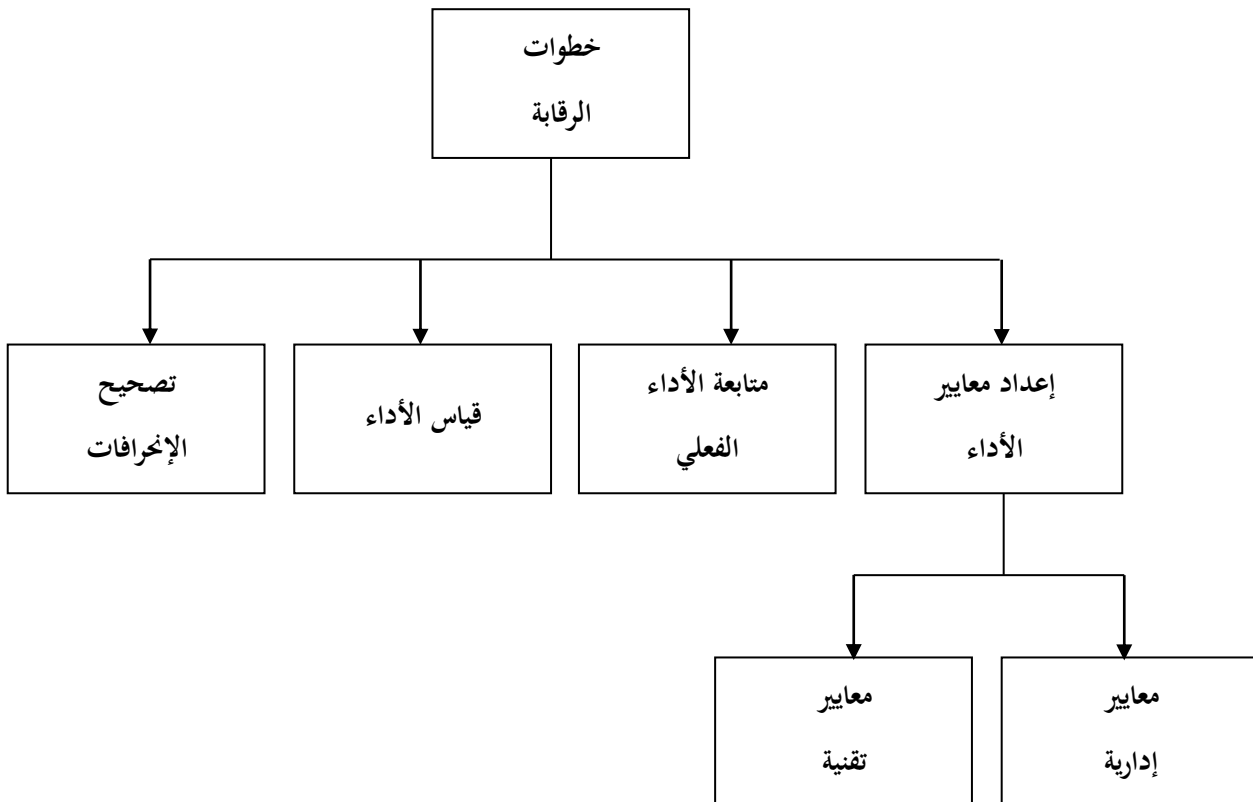 خطوات
الرقابة
إعداد معايير
الأداء
متابعة الأداء
الفعلي
قياس الأداء
تصحيح
الإنحرافات
معايير
إدارية
معايير
تقنية